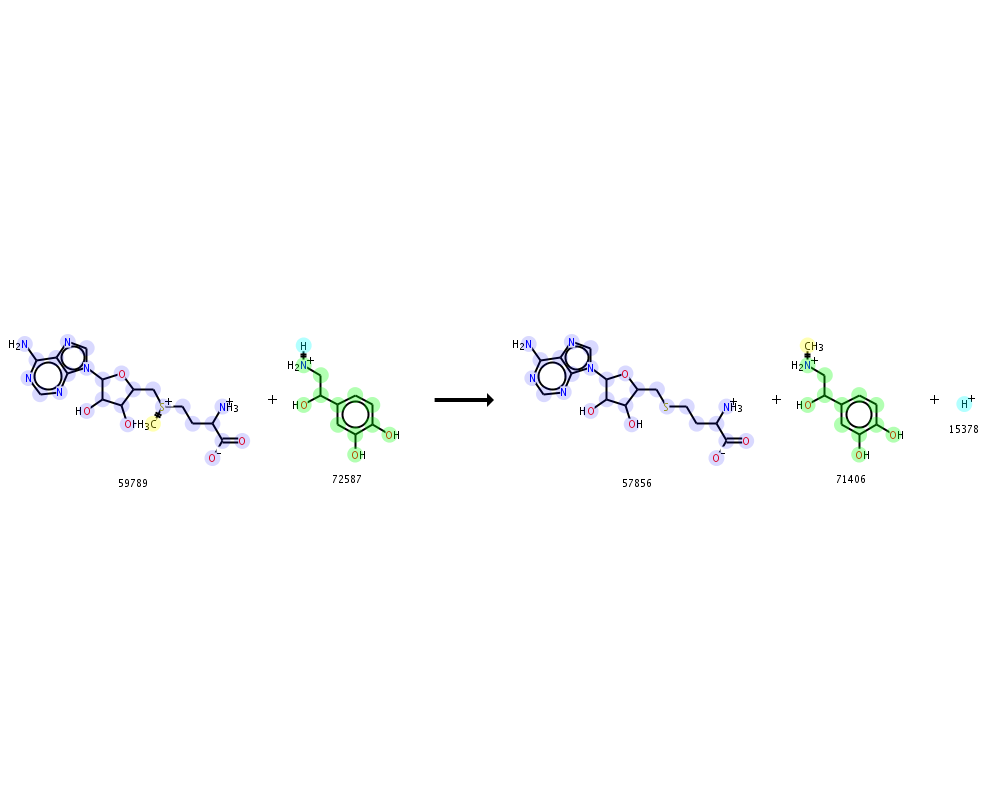 H2N N N N N N O HO OH H3C S+ NH3+ O O-
59789
+
H H2N+ HO OH OH
72587
H2N N N N N N O HO OH S NH3+ O O-
57856
+
CH3 H2N+ HO OH OH
71406
+
H+
15378